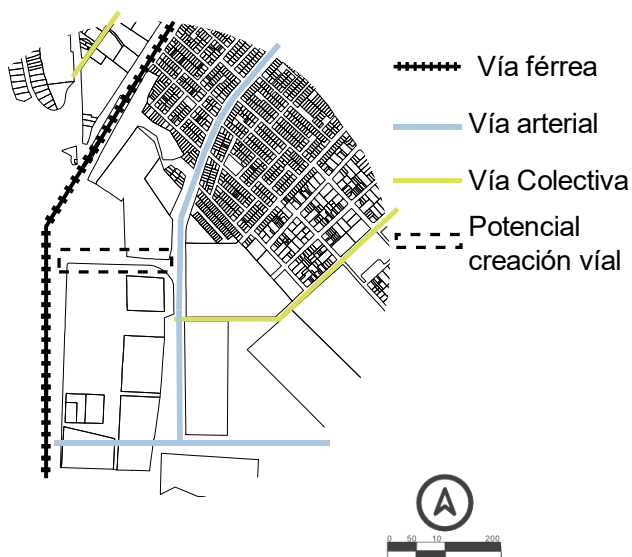 Vía férrea
Vía arterial
Vía Colectiva
Potencial
creación víal
0 50 10 200